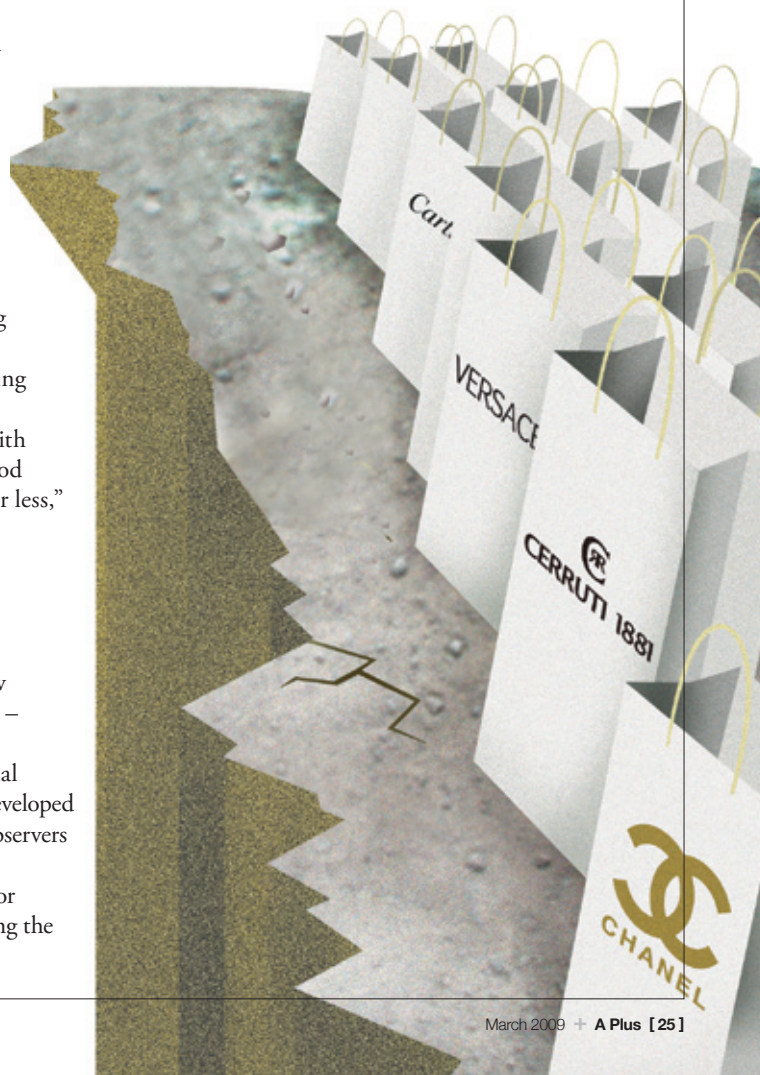 ng
ith
od
r less,”
–
al
eveloped
bservers
or
ng the
Cart.
VERSACE
CERRUTI 1881
CHANEL
March 2009 + A Plus [ 25 ]